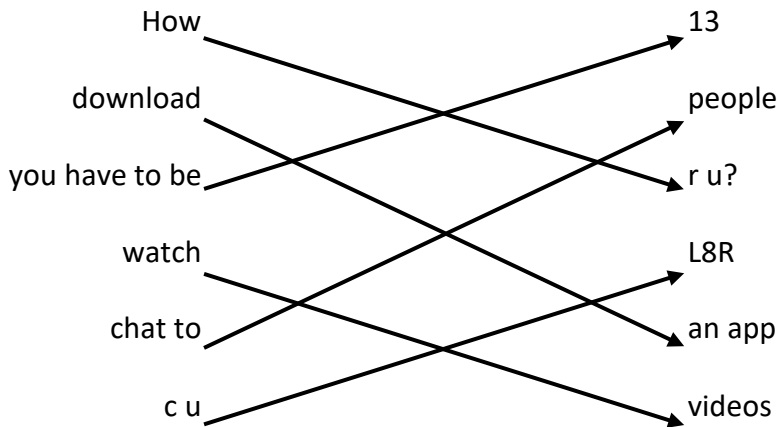 How 13
download people
you have to be r u?
watch L8R
chat to an app
c u videos